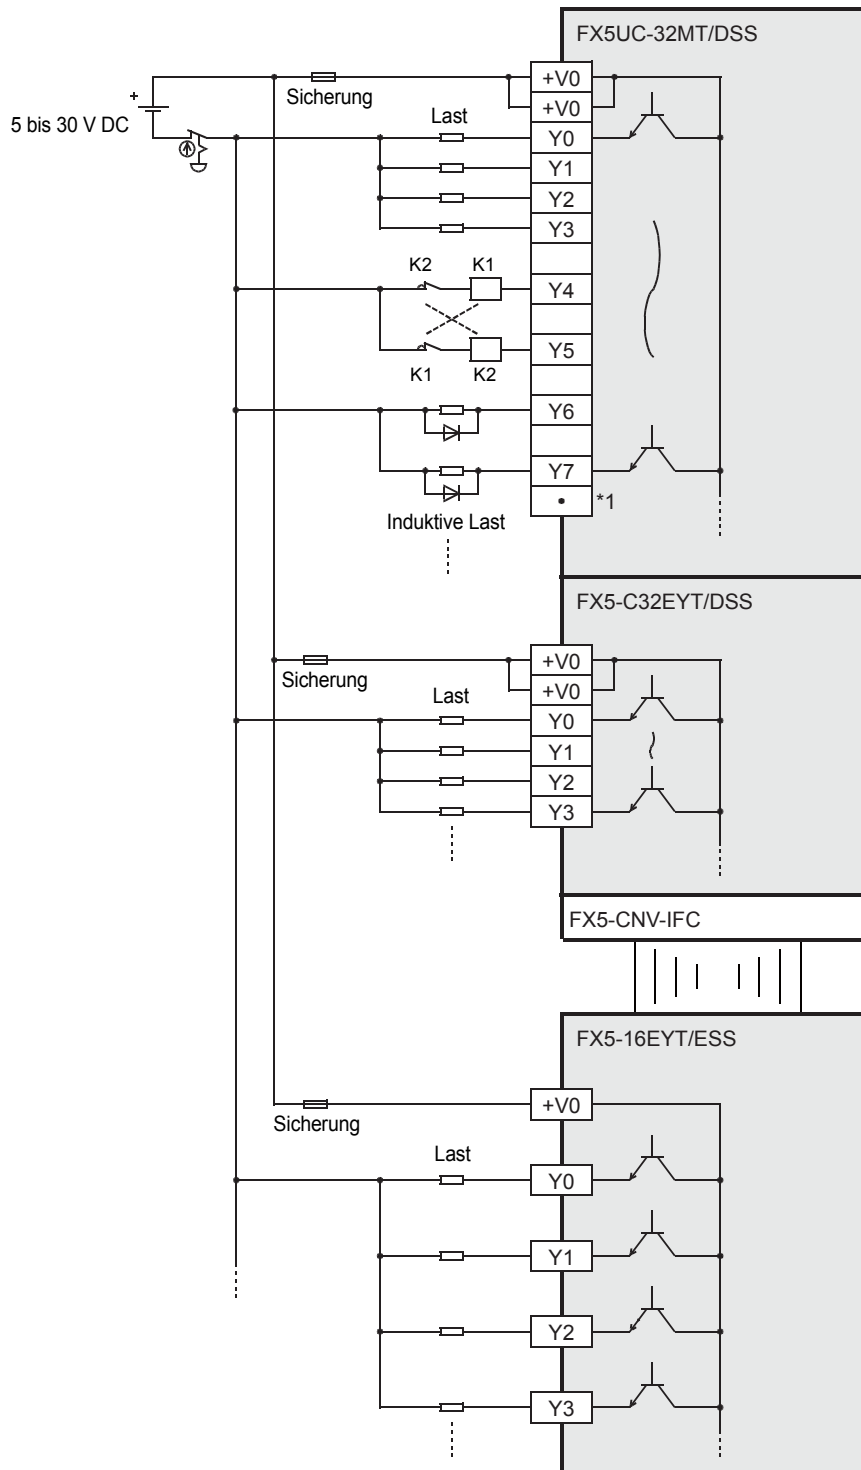 FX5UC-32MT/DSS
+V0
Sicherung
+V0
+
5 bis 30 V DC
Last
Y0
Y1
Y2
Y3
K2
K1
Y4
Y5
K1
K2
Y6
Y7
• *1
Induktive Last
FX5-C32EYT/DSS
+V0
Sicherung
+V0
Last
Y0
Y1
Y2
Y3
FX5-CNV-IFC
FX5-16EYT/ESS
+V0
Sicherung
Last
Y0
Y1
Y2
Y3